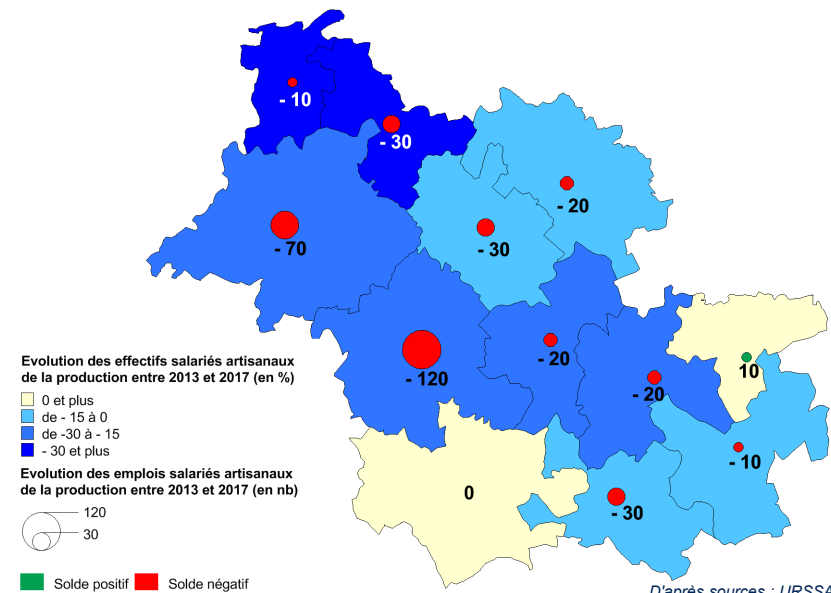 - 10
- 30
- 20
- 70
- 30
- 20
10
- 120
- 20
- 10
0
- 30
Evolution des effectifs salariés artisanaux
de la production entre 2013 et 2017 (en %)
0 et plus
de - 15 à 0
de -30 à - 15
- 30 et plus
Evolution des emplois salariés artisanaux
de la production entre 2013 et 2017 (en nb)
120
30
Solde positif Solde négatif
D'après sources : URSSA